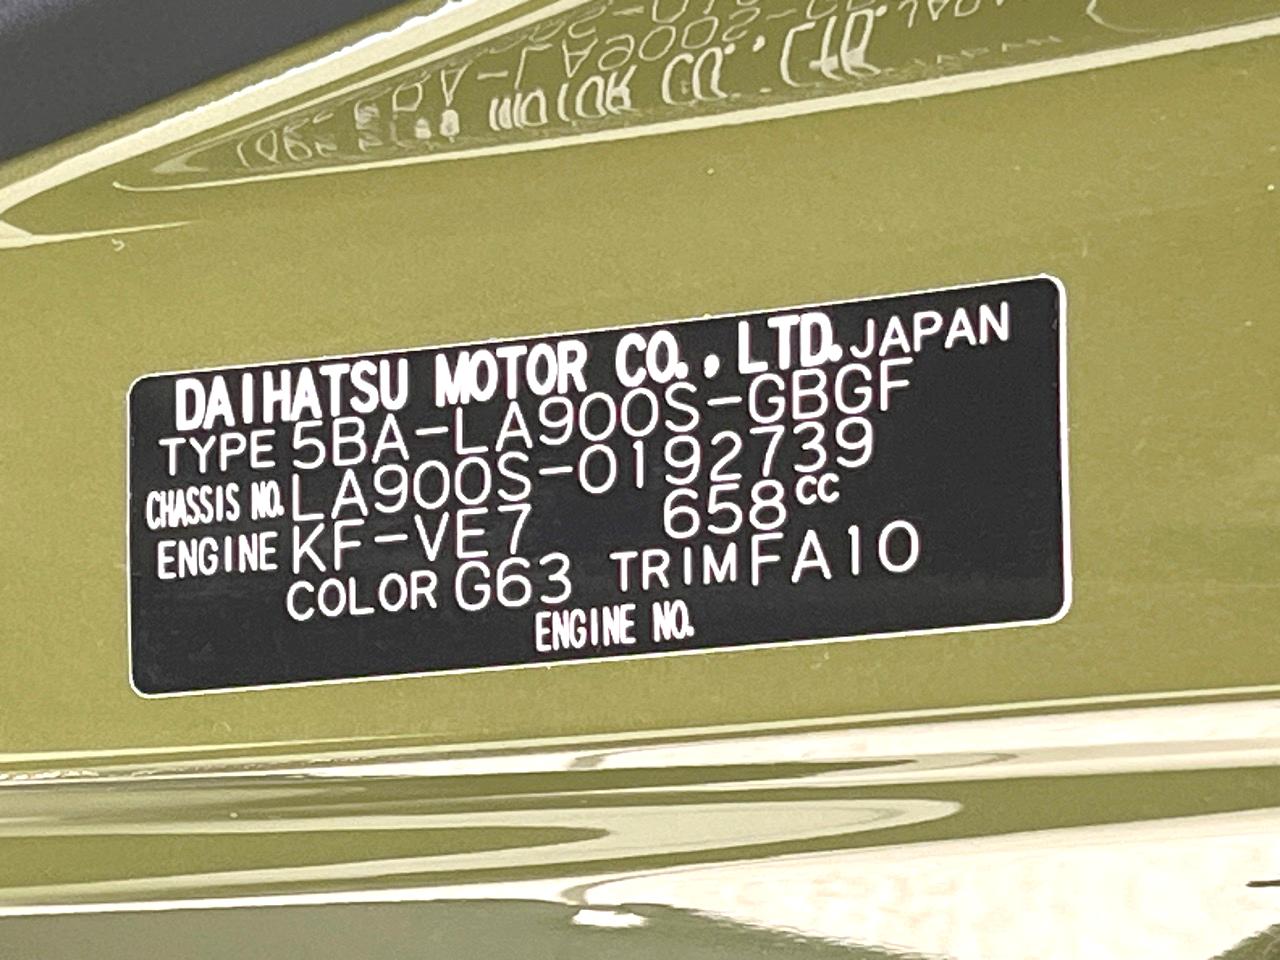 DAIHATSU MOTOR CO., LTD. JAPAN
TYPE 5BA-LA900S-GBGF
CHASSIS NO. LA900S-0192739
ENGINE KF-VE7 658cc
COLOR G63 TRIM FA10
ENGINE NO.